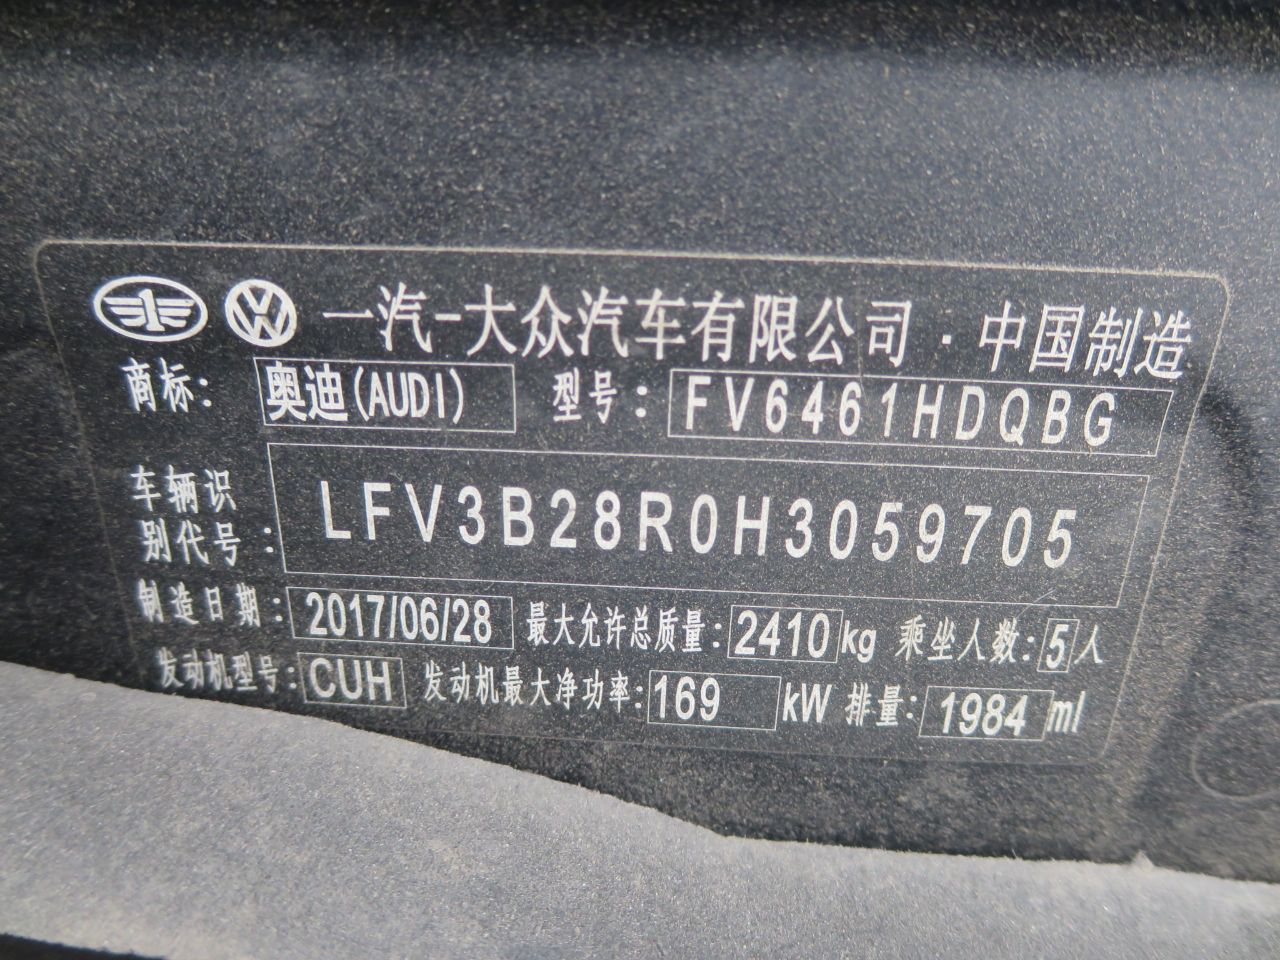 一汽-大众汽车有限公司·中国制造
商标: 奥迪(AUDI) 型号: FV6461HDQBG
车辆识
别代号: LFV3B28R0H3059705
制造日期: 2017/06/28 最大允许总质量: 2410kg 乘坐人数: 5人
发动机型号: CUH 发动机最大净功率: 169 kW 排量: 1984 ml